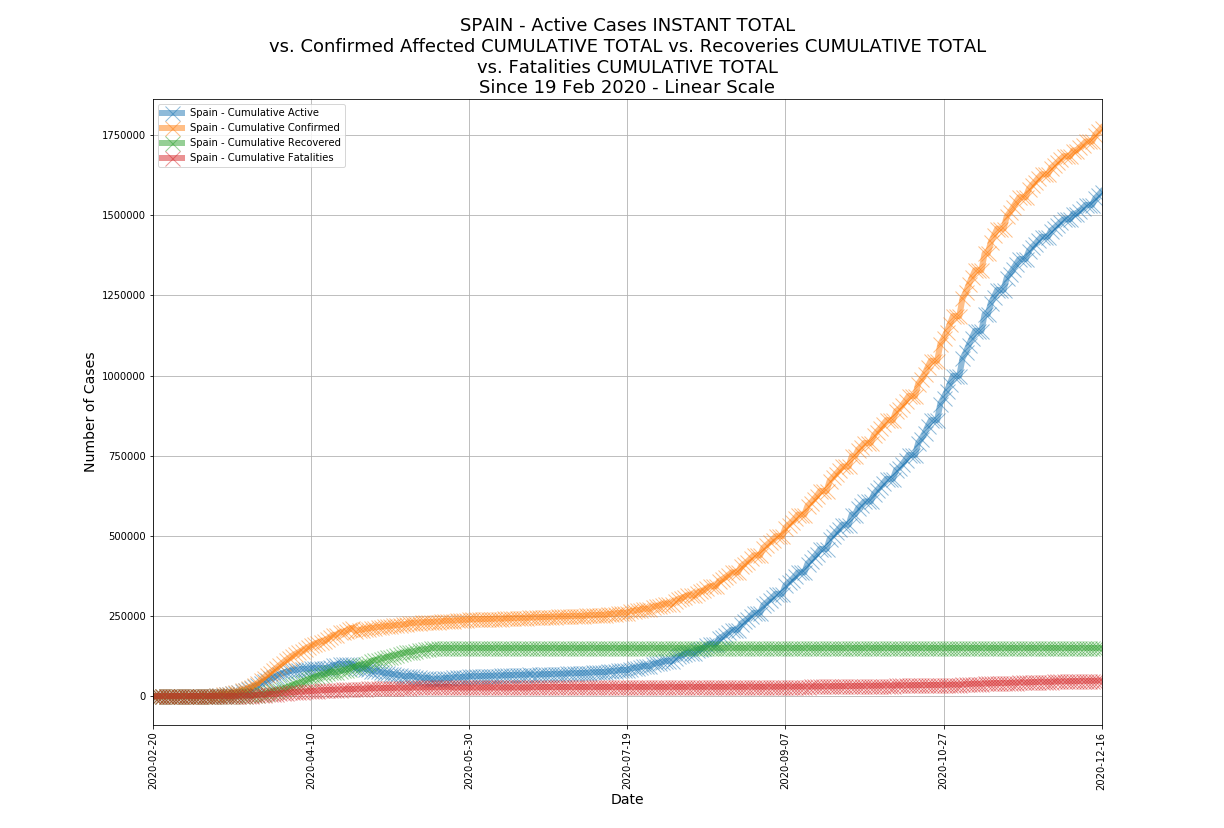 SPAIN - Active Cases INSTANT TOTAL
vs. Confirmed Affected CUMULATIVE TOTAL vs. Recoveries CUMULATIVE TOTAL
vs. Fatalities CUMULATIVE TOTAL
Since 19 Feb 2020 - Linear Scale
Spain - Cumulative Active
Spain - Cumulative Confirmed
Spain - Cumulative Recovered
Spain - Cumulative Fatalities
1750000
1500000
1250000
1000000
750000
500000
250000
0
Number of Cases
2020-02-20
2020-04-10
2020-05-30
2020-07-19
2020-09-07
2020-10-27
2020-12-16
Date